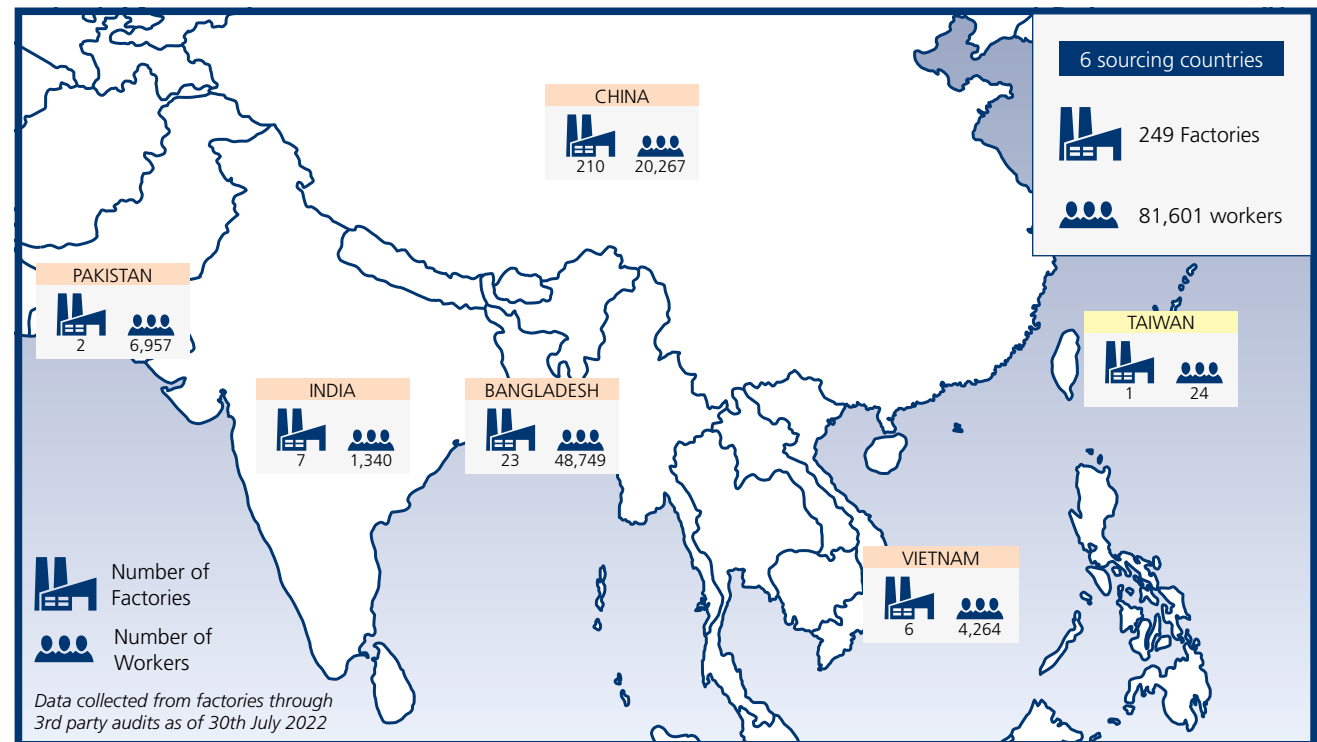 6 sourcing countries
249 Factories
81,601 workers
CHINA
210 20,267
PAKISTAN
2 6,957
INDIA
7 1,340
BANGLADESH
23 48,749
TAIWAN
1 24
VIETNAM
6 4,264
Number of
Factories
Number of
Workers
Data collected from factories through
3rd party audits as of 30th July 2022